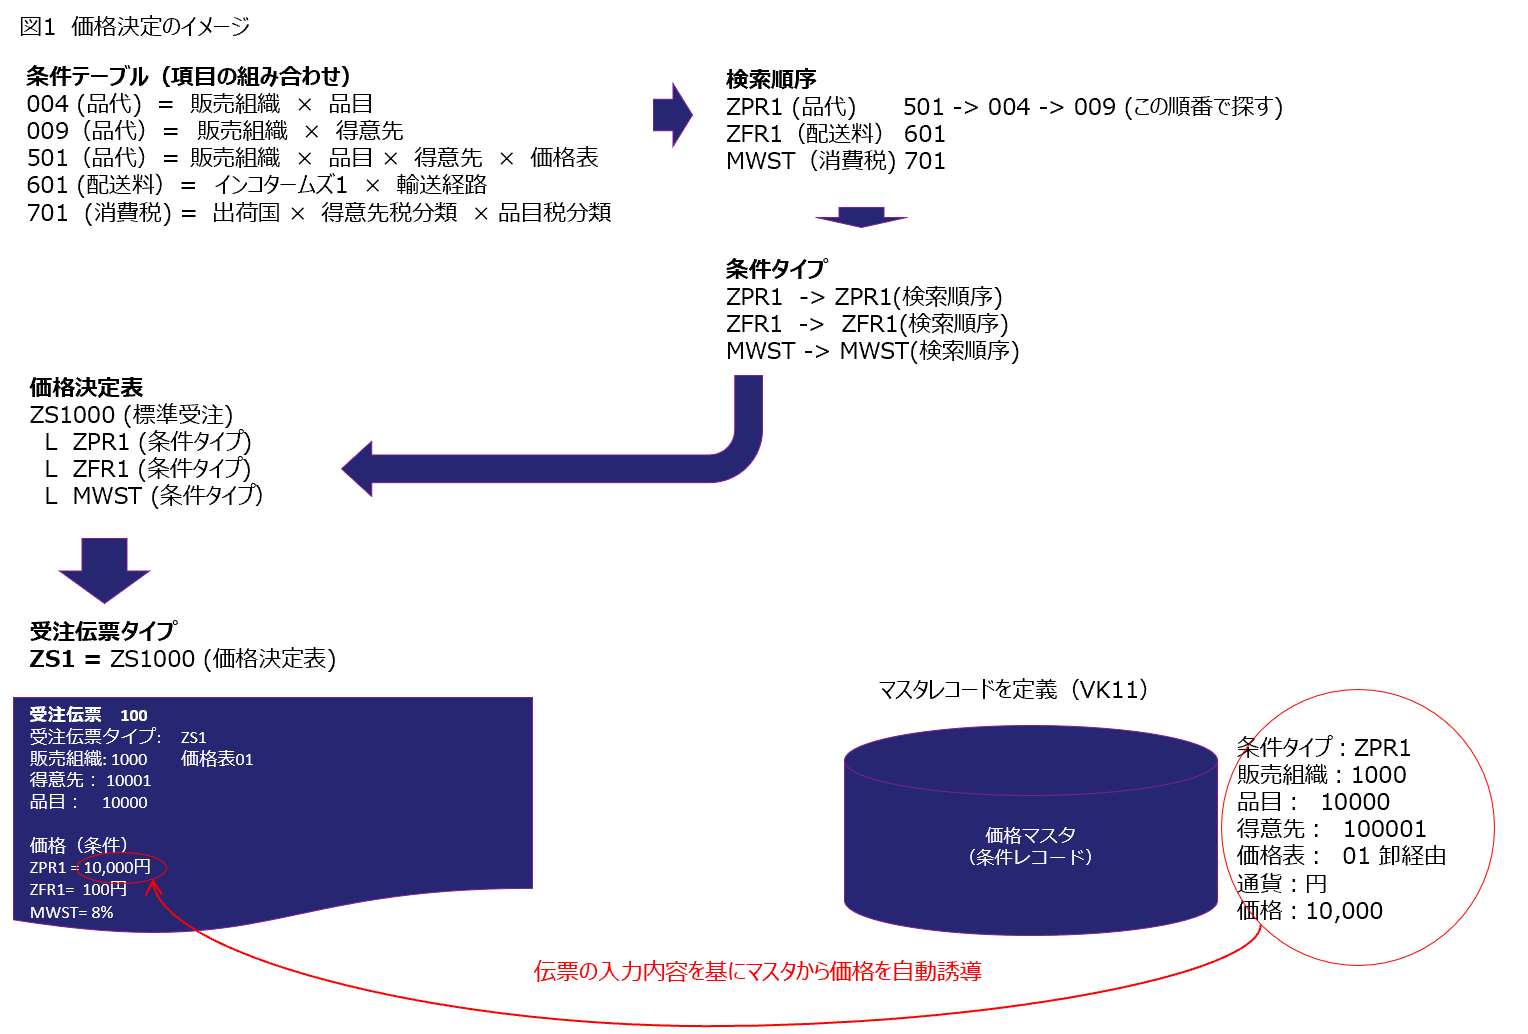 図1 価格決定のイメージ
条件テーブル（項目の組み合わせ）
004 (品代) = 販売組織 × 品目
009（品代）= 販売組織 × 得意先
501（品代）= 販売組織 × 品目 × 得意先 × 価格表
601 (配送料）= インコタームズ1 × 輸送経路
701 (消費税) = 出荷国 × 得意先税分類 × 品目税分類
検索順序
ZPR1 (品代) 501 -> 004 -> 009 (この順番で探す)
ZFR1（配送料） 601
MWST（消費税) 701
条件タイプ
ZPR1 -> ZPR1(検索順序)
ZFR1 -> ZFR1(検索順序)
MWST -> MWST(検索順序)
価格決定表
ZS1000 (標準受注)
L ZPR1 (条件タイプ)
L ZFR1 (条件タイプ)
L MWST (条件タイプ）
受注伝票タイプ
ZS1 = ZS1000 (価格決定表)
受注伝票 100
受注伝票タイプ: ZS1
販売組織: 1000 価格表01
得意先： 10001
品目： 10000
価格（条件）
ZPR1 = 10,000円
ZFR1= 100円
MWST= 8%
マスタレコードを定義（VK11）
価格マスタ
（条件レコード）
条件タイプ：ZPR1
販売組織：1000
品目： 10000
得意先： 100001
価格表： 01 卸経由
通貨：円
価格：10,000
伝票の入力内容を基にマスタから価格を自動誘導